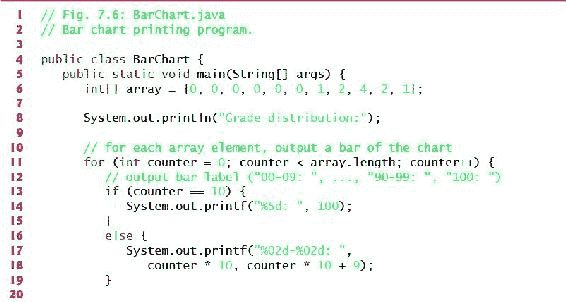 1 // Fig. 7.6: BarChart.java
2 // Bar chart printing program.
3
4 public class BarChart {
5 public static void main(String[] args) {
6 int[] array = {0, 0, 0, 0, 0, 0, 1, 2, 4, 2, 1};
7
8 System.out.println("Grade distribution:");
9
10 // for each array element, output a bar of the chart
11 for (int counter = 0; counter < array.length; counter++) {
12 // output bar label ("00-09: ", ..., "90-99: ", "100: ")
13 if (counter == 10) {
14 System.out.printf("%5d: ", 100);
15 }
16 else {
17 System.out.printf("%02d-%02d: ",
18 counter * 10, counter * 10 + 9);
19 }
20